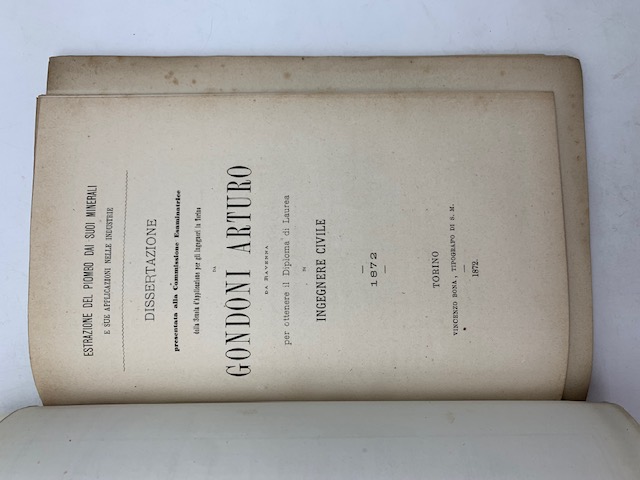 ESTRAZIONE DEL PIOMBO DAI SUOI MINERALI
E SUE APPLICAZIONI NELLE INDUSTRIE
DISSERTAZIONE
presentata alla Commissione Esaminatrice
della Scuola d'Applicazione per gli Ingegneri in Torino
DA
GONDONI ARTURO
DA RAVENNA
per ottenere il Diploma di Laurea
DI
INGEGNERE CIVILE
1872
TORINO
VINCENZO BONA, TIPOGRAFO DI S. M.
1872.